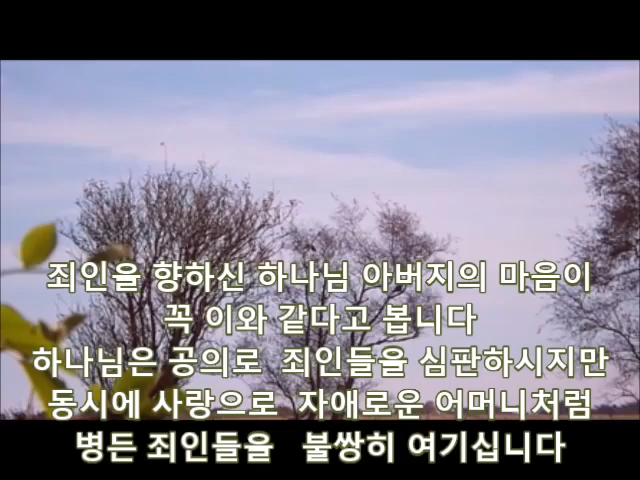 죄인을 향하신 하나님 아버지의 마음이
꼭 이와 같다고 봅니다
하나님은 공의로 죄인들을 심판하시지만
동시에 사랑으로 자애로운 어머니처럼
병든 죄인들을 불쌍히 여기십니다